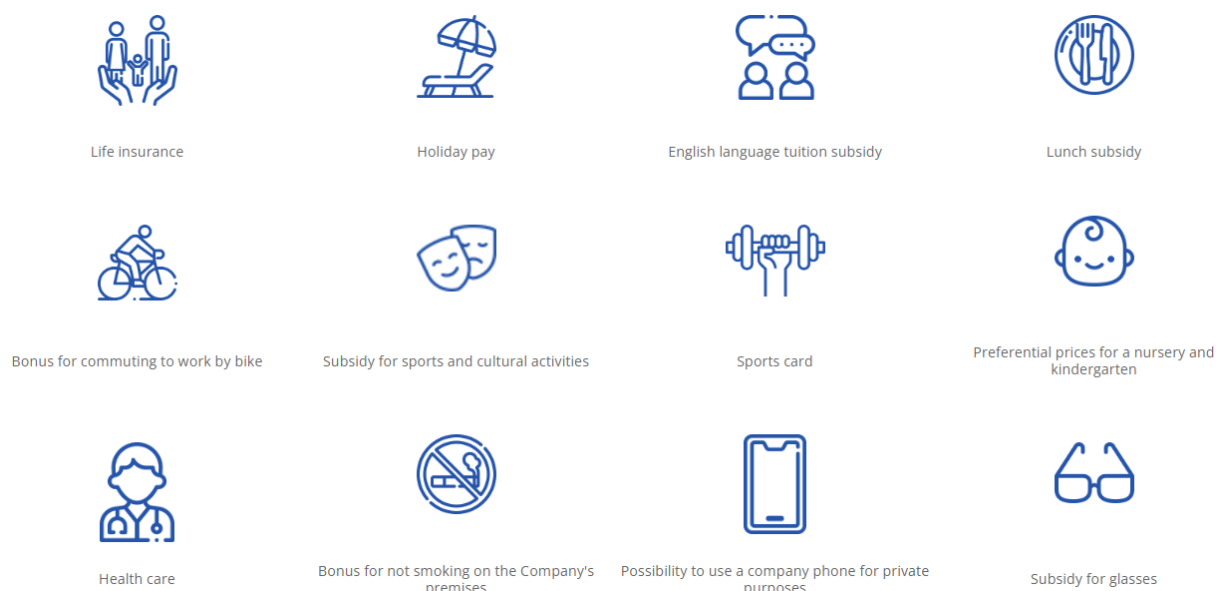 Life insurance
Holiday pay
English language tuition subsidy
Lunch subsidy
Bonus for commuting to work by bike
Subsidy for sports and cultural activities
Sports card
Preferential prices for a nursery and
kindergarten
Health care
Bonus for not smoking on the Company's
premises
Possibility to use a company phone for private
purposes
Subsidy for glasses